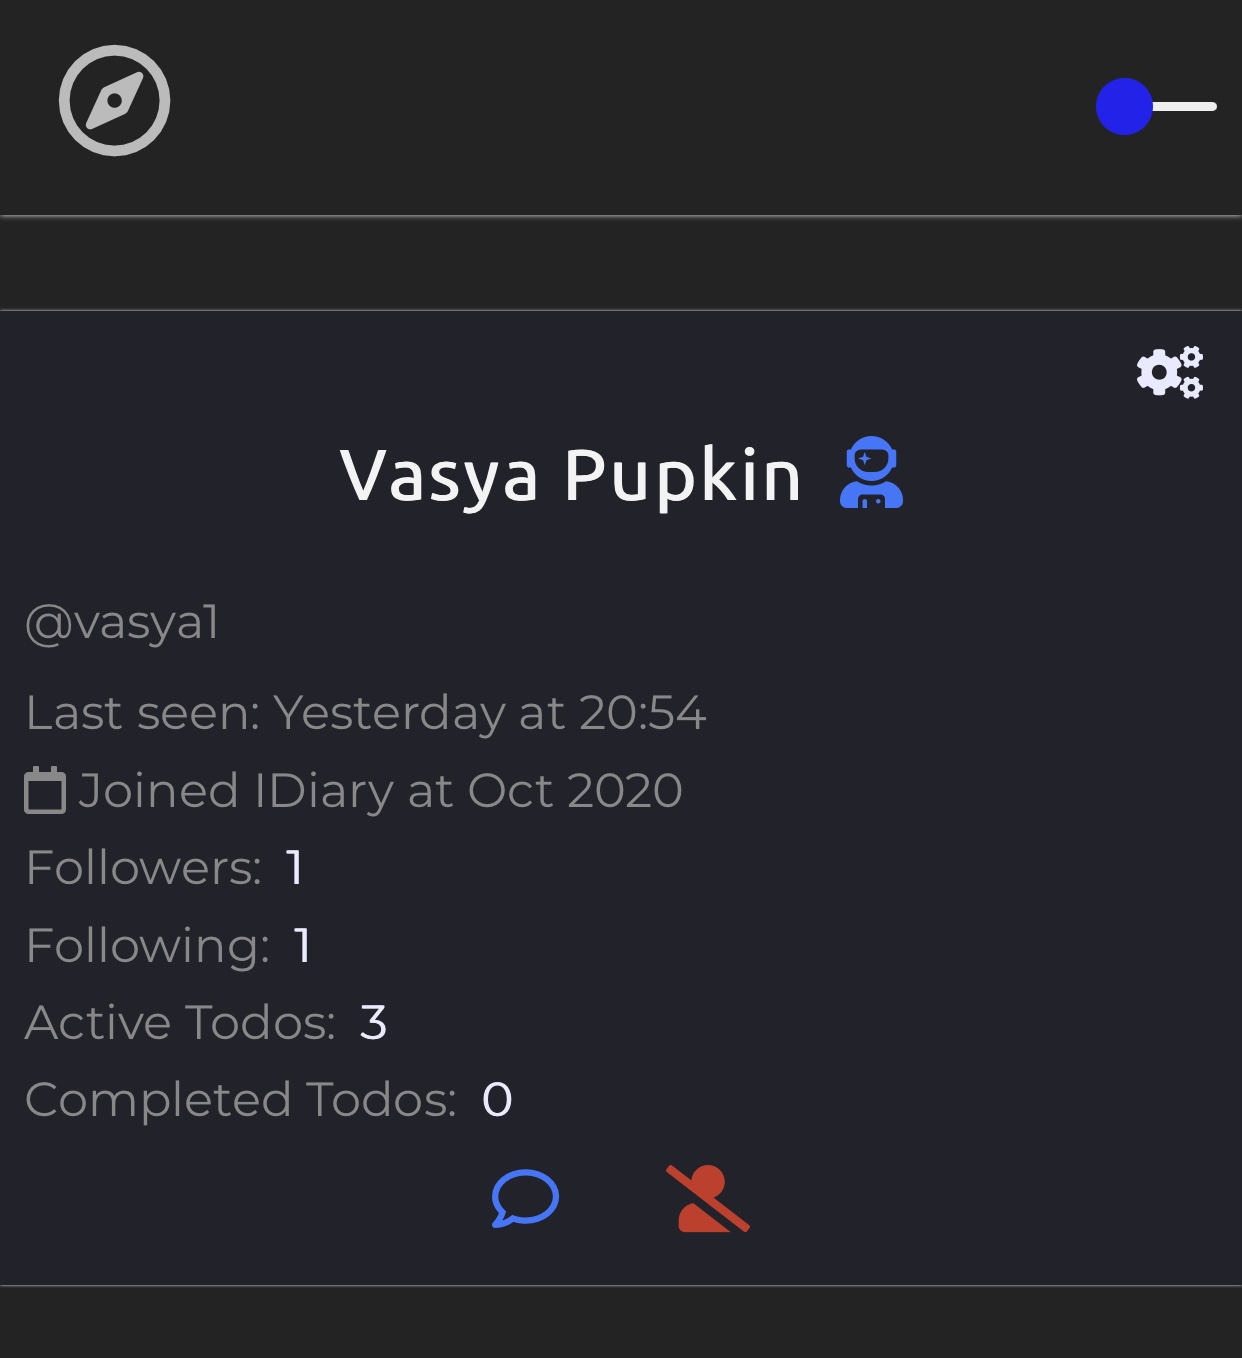 Vasya Pupkin
@vasya1
Last seen: Yesterday at 20:54
Joined IDiary at Oct 2020
Followers: 1
Following: 1
Active Todos: 3
Completed Todos: 0